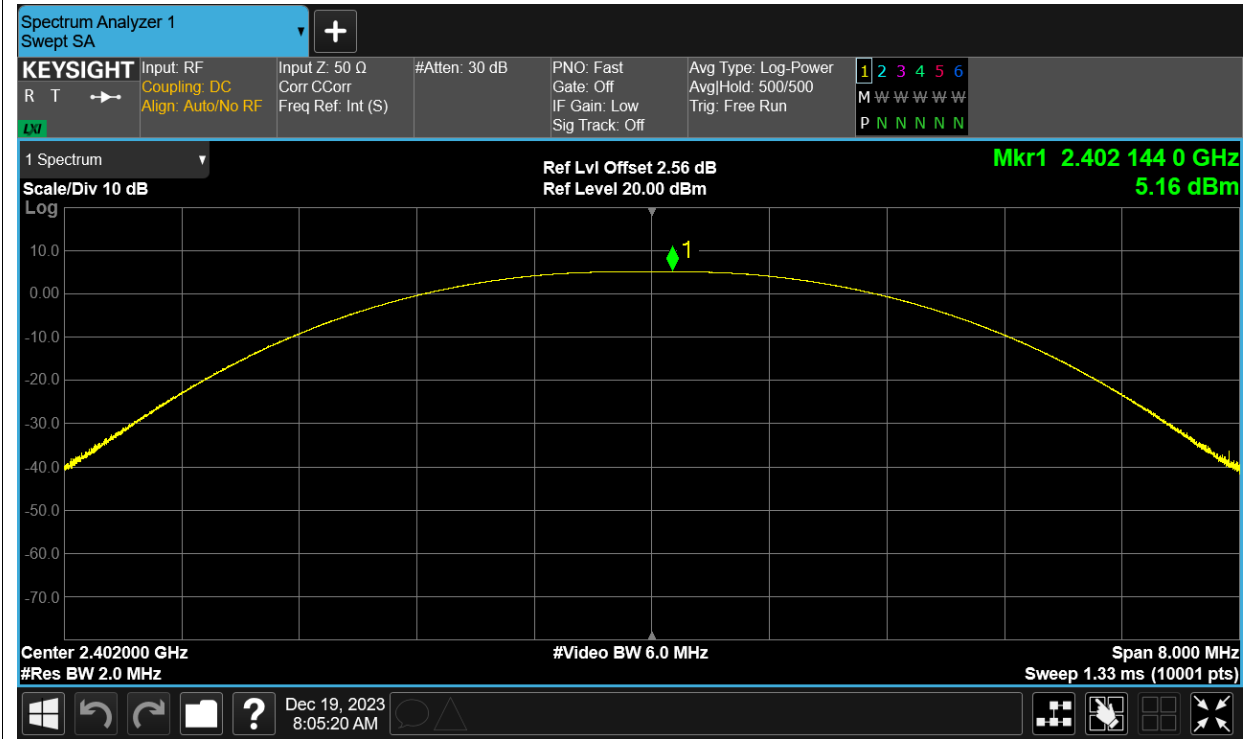 Spectrum Analyzer 1
Swept SA
KEYSIGHT
R T
LXI
Input: RF
Coupling: DC
Align: Auto/No RF
Input Z: 50 Ω
Corr CCorr
Freq Ref: Int (S)
#Atten: 30 dB
PNO: Fast
Gate: Off
IF Gain: Low
Sig Track: Off
Avg Type: Log-Power
Avg|Hold: 500/500
Trig: Free Run
1 2 3 4 5 6
M W W W W W
P N N N N N
1 Spectrum
Scale/Div 10 dB
Log
Ref Lvl Offset 2.56 dB
Ref Level 20.00 dBm
Mkr1 2.402 144 0 GHz
5.16 dBm
1
10.0
0.00
-10.0
-20.0
-30.0
-40.0
-50.0
-60.0
-70.0
Center 2.402000 GHz
#Video BW 6.0 MHz
Span 8.000 MHz
#Res BW 2.0 MHz
Sweep 1.33 ms (10001 pts)
?
Dec 19, 2023
8:05:20 AM